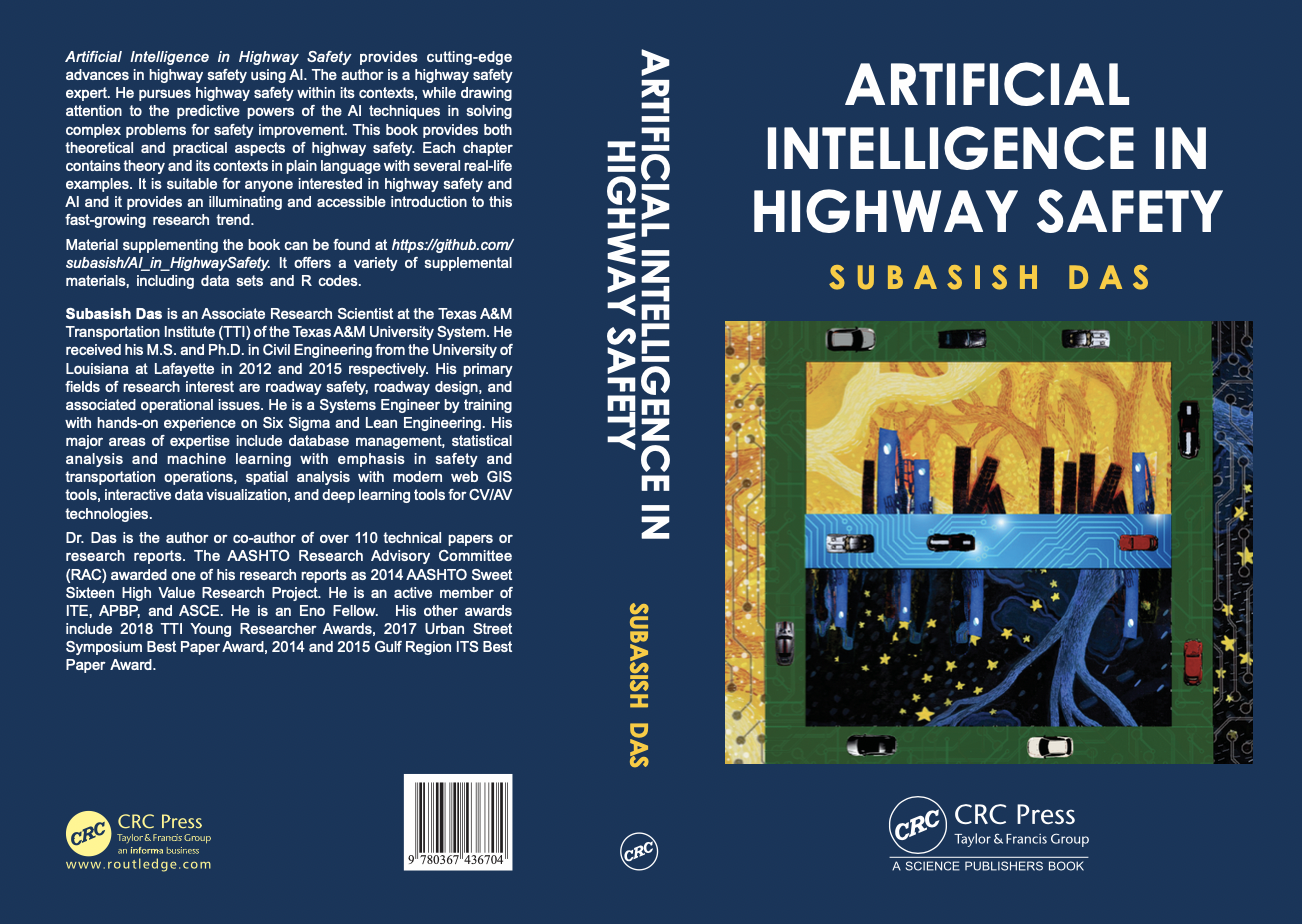 Artificial Intelligence in Highway Safety provides cutting-edge
advances in highway safety using AI. The author is a highway safety
expert. He pursues highway safety within its contexts, while drawing
attention to the predictive powers of the AI techniques in solving
complex problems for safety improvement. This book provides both
theoretical and practical aspects of highway safety. Each chapter
contains theory and its contexts in plain language with several real-life
examples. It is suitable for anyone interested in highway safety and
AI and it provides an illuminating and accessible introduction to this
fast-growing research trend.
Material supplementing the book can be found at https://github.com/
subasish/AI_in_HighwaySafety. It offers a variety of supplemental
materials, including data sets and R codes.
Subasish Das is an Associate Research Scientist at the Texas A&M
Transportation Institute (TTI) of the Texas A&M University System. He
received his M.S. and Ph.D. in Civil Engineering from the University of
Louisiana at Lafayette in 2012 and 2015 respectively. His primary
fields of research interest are roadway safety, roadway design, and
associated operational issues. He is a Systems Engineer by training
with hands-on experience on Six Sigma and Lean Engineering. His
major areas of expertise include database management, statistical
analysis and machine learning with emphasis in safety and
transportation operations, spatial analysis with modern web GIS
tools, interactive data visualization, and deep learning tools for CV/AV
technologies.
Dr. Das is the author or co-author of over 110 technical papers or
research reports. The AASHTO Research Advisory Committee
(RAC) awarded one of his research reports as 2014 AASHTO Sweet
Sixteen High Value Research Project. He is an active member of
ITE, APBP, and ASCE. He is an Eno Fellow. His other awards
include 2018 TTI Young Researcher Awards, 2017 Urban Street
Symposium Best Paper Award, 2014 and 2015 Gulf Region ITS Best
Paper Award.
CRC
CRC Press
Taylor & Francis Group
an informa business
www.routledge.com
9 780367 436704
ARTIFICIAL INTELLIGENCE IN
HIGHWAY SAFETY
SUBASISH DAS
CRC
ARTIFICIAL
INTELLIGENCE IN
HIGHWAY SAFETY
SUBASISH DAS
CRC
CRC Press
Taylor & Francis Group
A SCIENCE PUBLISHERS BOOK